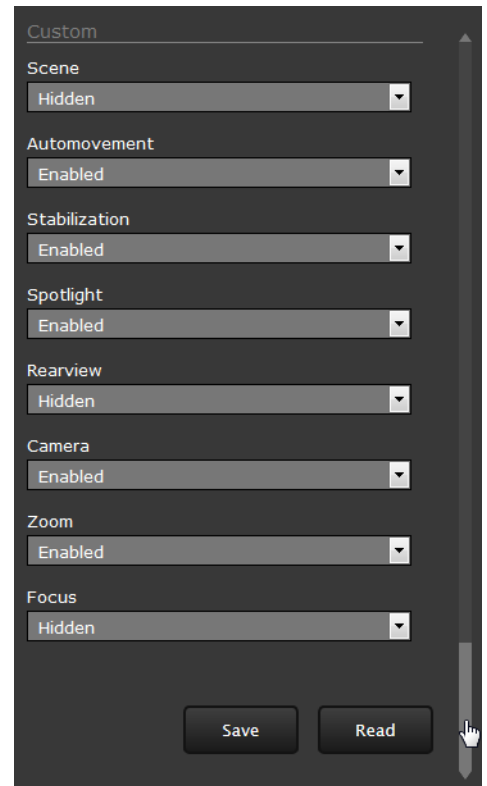 Custom
Scene
Hidden
Automovement
Enabled
Stabilization
Enabled
Spotlight
Enabled
Rearview
Hidden
Camera
Enabled
Zoom
Enabled
Focus
Hidden
Save Read